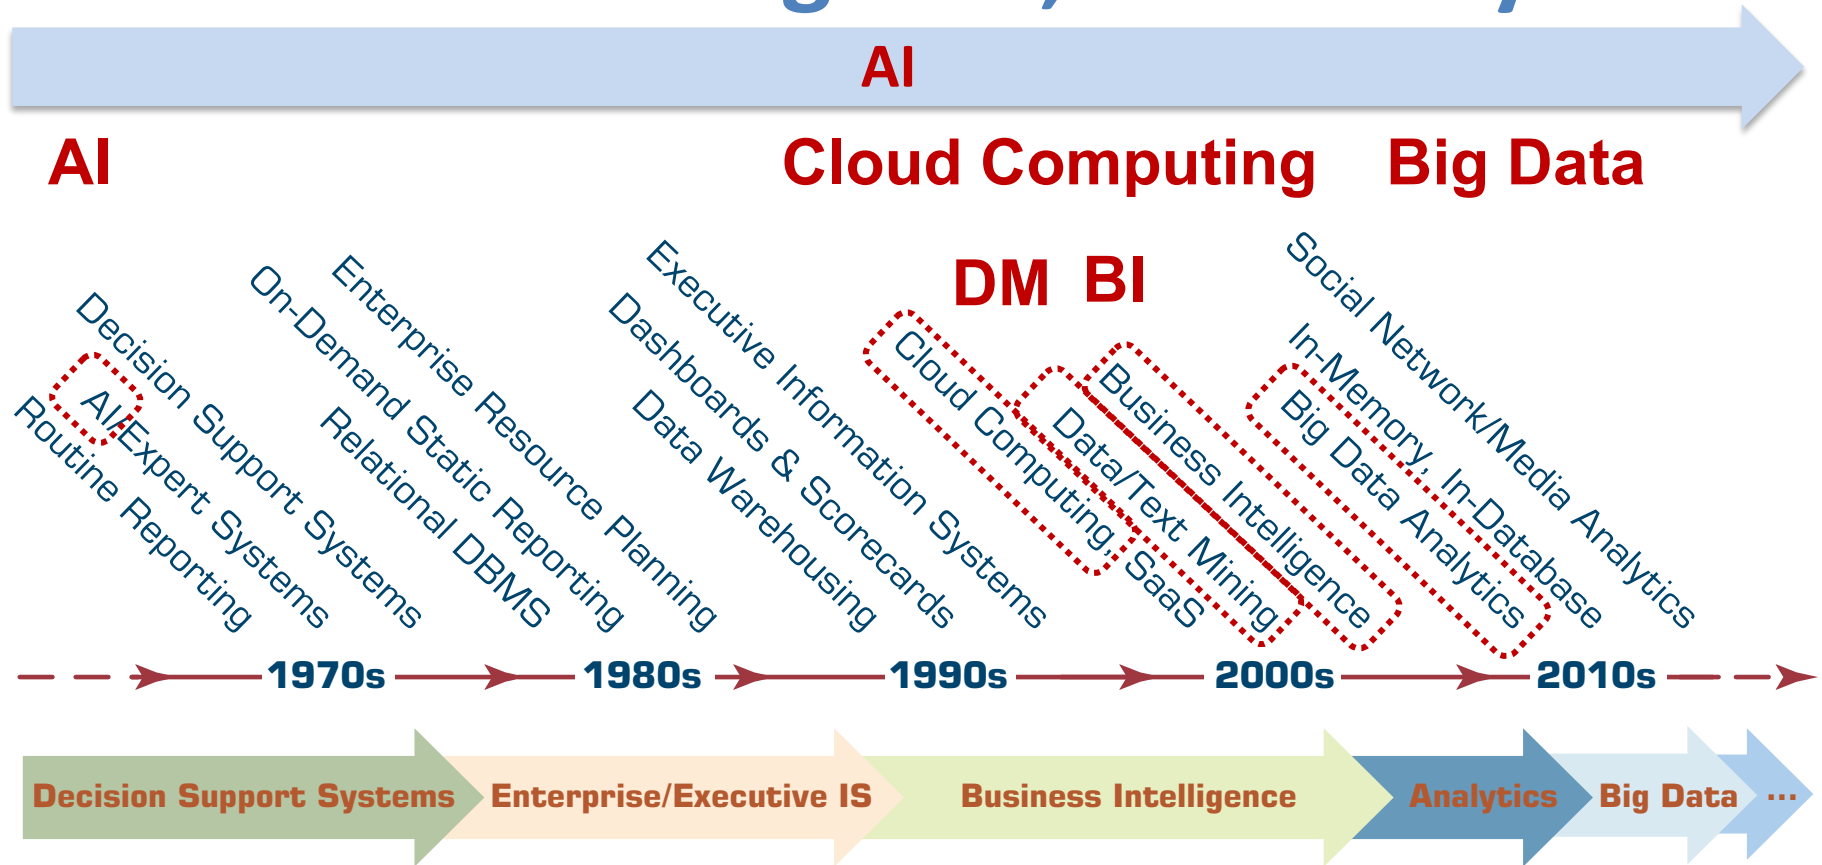 AI
AI
Cloud Computing
Big Data
DM
BI
Routine Reporting
AI/Expert Systems
Decision Support Systems
Relational DBMS
On-Demand Static Reporting
Enterprise Resource Planning
Data Warehousing
Dashboards & Scorecards
Executive Information Systems
Cloud Computing, SaaS
Data/Text Mining
Business Intelligence
Big Data Analytics
In-Memory, In-Database
Social Network/Media Analytics
1970s
1980s
1990s
2000s
2010s
Decision Support Systems
Enterprise/Executive IS
Business Intelligence
Analytics
Big Data
...